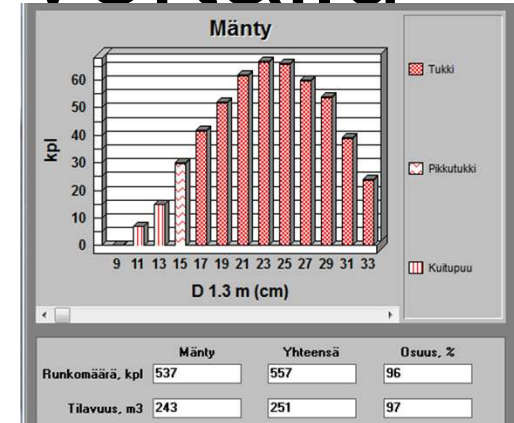 Mänty
60
50
40
30
20
10
0
kpl
9 11 13 15 17 19 21 23 25 27 29 31 33
D 1.3 m (cm)
Tukki
Pikkutukki
Kuitupuu
Mänty Yhteensä Osuus, %
Runkomäärä, kpl 537 557 96
Tilavuus, m3 243 251 97